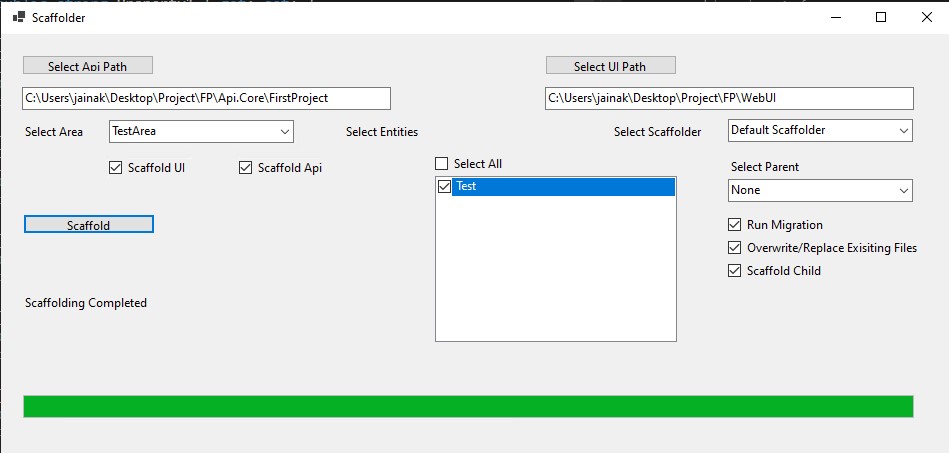 Scaffolder
Select Api Path
Select UI Path
C:\Users\jainak\Desktop\Project\FP\Api.Core\FirstProject
C:\Users\jainak\Desktop\Project\FP\WebUI
Select Area
TestArea
Select Entities
Select Scaffolder
Default Scaffolder
Scaffold UI
Scaffold Api
Select All
Test
Select Parent
None
Scaffold
Run Migration
Overwrite/Replace Exisiting Files
Scaffold Child
Scaffolding Completed